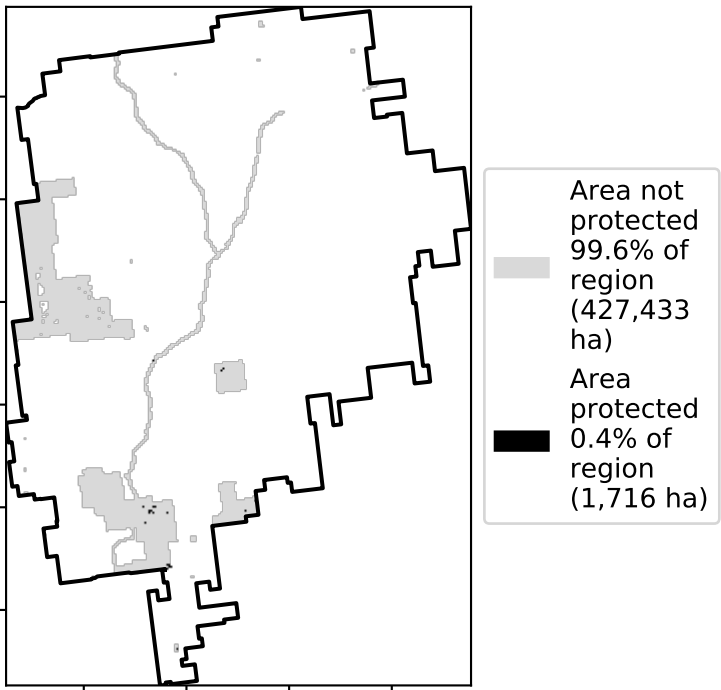 Area not
protected
99.6% of
region
(427,433
ha)
Area
protected
0.4% of
region
(1,716 ha)